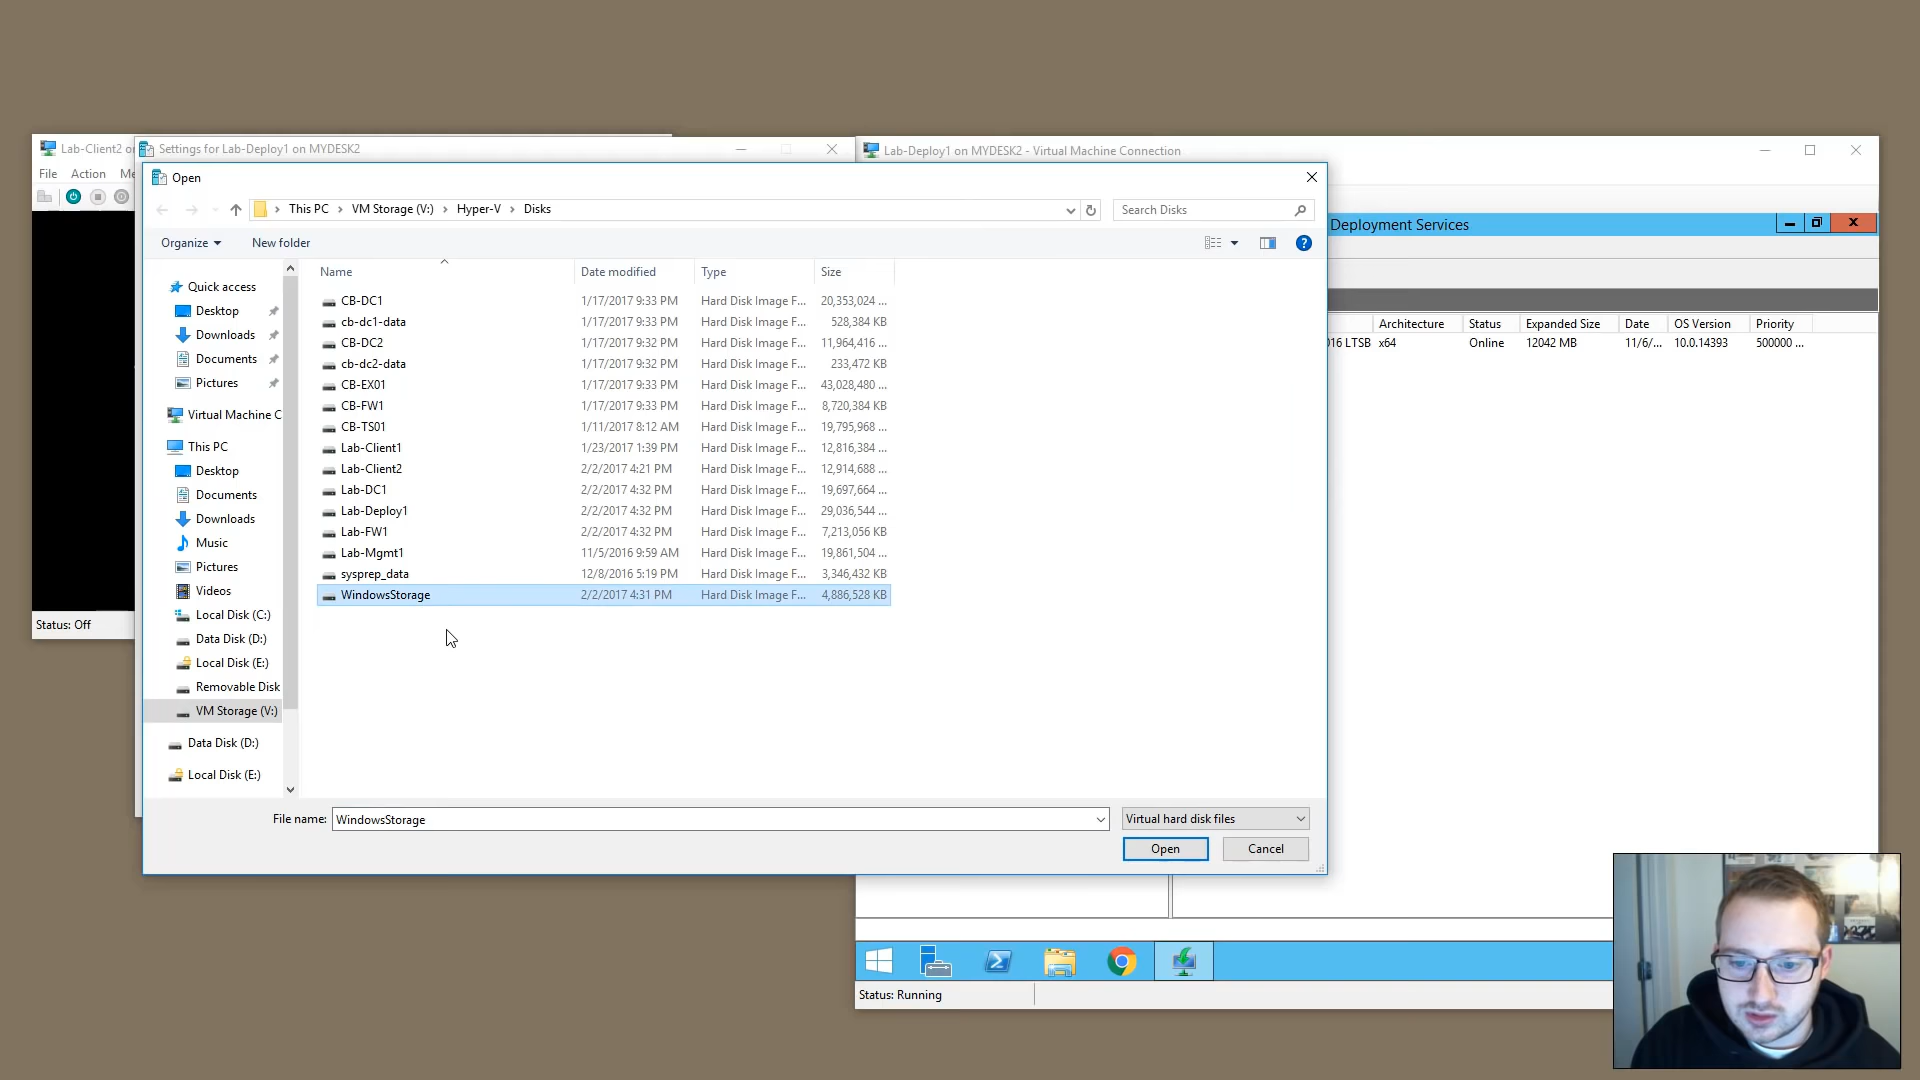 Lab-Client2 o
Settings for Lab-Deploy1 on MYDESK2
Lab-Deploy1 on MYDESK2 - Virtual Machine Connection
File Action Me
Open
This PC > VM Storage (V:) > Hyper-V > Disks
Search Disks
Deployment Services
Organize
New folder
Name Date modified Type Size
Quick access
Desktop
Downloads
Documents
Pictures
Virtual Machine C
This PC
Desktop
Documents
Downloads
Music
Pictures
Videos
Local Disk (C:)
Data Disk (D:)
Local Disk (E:)
Removable Disk
VM Storage (V:)
Data Disk (D:)
Local Disk (E:)
CB-DC1 1/17/2017 9:33 PM Hard Disk Image F... 20,353,024 ...
cb-dc1-data 1/17/2017 9:33 PM Hard Disk Image F... 528,384 KB
CB-DC2 1/17/2017 9:32 PM Hard Disk Image F... 11,964,416 ...
cb-dc2-data 1/17/2017 9:32 PM Hard Disk Image F... 233,472 KB
CB-EX01 1/17/2017 9:33 PM Hard Disk Image F... 43,028,480 ...
CB-FW1 1/17/2017 9:33 PM Hard Disk Image F... 8,720,384 KB
CB-TS01 1/11/2017 8:12 AM Hard Disk Image F... 19,795,968 ...
Lab-Client1 1/23/2017 1:39 PM Hard Disk Image F... 12,816,384 ...
Lab-Client2 2/2/2017 4:21 PM Hard Disk Image F... 12,914,688 ...
Lab-DC1 2/2/2017 4:32 PM Hard Disk Image F... 19,697,664 ...
Lab-Deploy1 2/2/2017 4:32 PM Hard Disk Image F... 29,036,544 ...
Lab-FW1 2/2/2017 4:32 PM Hard Disk Image F... 7,213,056 KB
Lab-Mgmt1 11/5/2016 9:59 AM Hard Disk Image F... 19,861,504 ...
sysprep_data 12/8/2016 5:19 PM Hard Disk Image F... 3,346,432 KB
WindowsStorage 2/2/2017 4:31 PM Hard Disk Image F... 4,886,528 KB
Architecture Status Expanded Size Date OS Version Priority
016 LTSB x64 Online 12042 MB 11/6/... 10.0.14393 500000 ...
Status: Off
File name: WindowsStorage
Virtual hard disk files
Open
Cancel
Status: Running